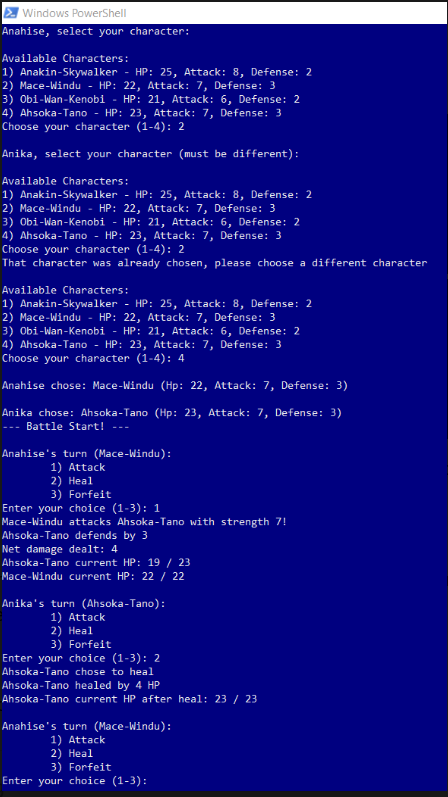 Windows PowerShell
Anahise, select your character:
Available Characters:
1) Anakin-Skywalker - HP: 25, Attack: 8, Defense: 2
2) Mace-Windu - HP: 22, Attack: 7, Defense: 3
3) Obi-Wan-Kenobi - HP: 21, Attack: 6, Defense: 2
4) Ahsoka-Tano - HP: 23, Attack: 7, Defense: 3
Choose your character (1-4): 2
Anika, select your character (must be different):
Available Characters:
1) Anakin-Skywalker - HP: 25, Attack: 8, Defense: 2
2) Mace-Windu - HP: 22, Attack: 7, Defense: 3
3) Obi-Wan-Kenobi - HP: 21, Attack: 6, Defense: 2
4) Ahsoka-Tano - HP: 23, Attack: 7, Defense: 3
Choose your character (1-4): 2
That character was already chosen, please choose a different character
Available Characters:
1) Anakin-Skywalker - HP: 25, Attack: 8, Defense: 2
2) Mace-Windu - HP: 22, Attack: 7, Defense: 3
3) Obi-Wan-Kenobi - HP: 21, Attack: 6, Defense: 2
4) Ahsoka-Tano - HP: 23, Attack: 7, Defense: 3
Choose your character (1-4): 4
Anahise chose: Mace-Windu (Hp: 22, Attack: 7, Defense: 3)
Anika chose: Ahsoka-Tano (Hp: 23, Attack: 7, Defense: 3)
--- Battle Start! ---
Anahise's turn (Mace-Windu):
1) Attack
2) Heal
3) Forfeit
Enter your choice (1-3): 1
Mace-Windu attacks Ahsoka-Tano with strength 7!
Ahsoka-Tano defends by 3
Net damage dealt: 4
Ahsoka-Tano current HP: 19 / 23
Mace-Windu current HP: 22 / 22
Anika's turn (Ahsoka-Tano):
1) Attack
2) Heal
3) Forfeit
Enter your choice (1-3): 2
Ahsoka-Tano chose to heal
Ahsoka-Tano healed by 4 HP
Ahsoka-Tano current HP after heal: 23 / 23
Anahise's turn (Mace-Windu):
1) Attack
2) Heal
3) Forfeit
Enter your choice (1-3):